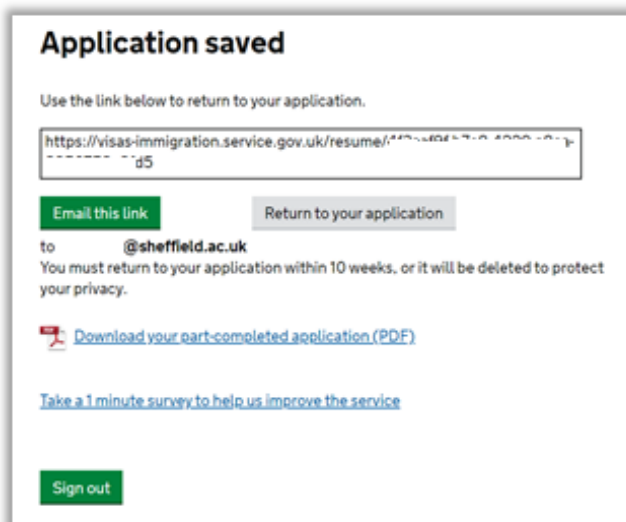 Application saved
Use the link below to return to your application.
https://visas-immigration.service.gov.uk/resume/
d5
Email this link
Return to your application
to @sheffield.ac.uk
You must return to your application within 10 weeks, or it will be deleted to protect
your privacy.
Download your part-completed application (PDF)
Take a 1 minute survey to help us improve the service
Sign out